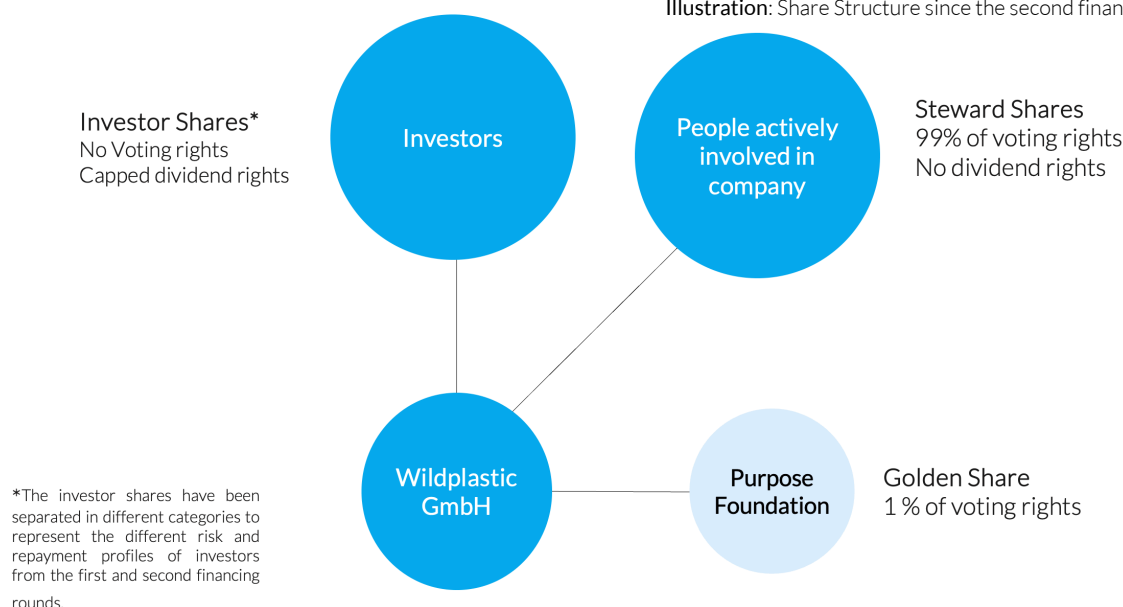 Illustration: Share Structure since the second finan
Investor Shares*
No Voting rights
Capped dividend rights
Investors
People actively
involved in
company
Steward Shares
99% of voting rights
No dividend rights
Wildplastic
GmbH
Purpose
Foundation
Golden Share
1 % of voting rights
*The investor shares have been
separated in different categories to
represent the different risk and
repayment profiles of investors
from the first and second financing
rounds